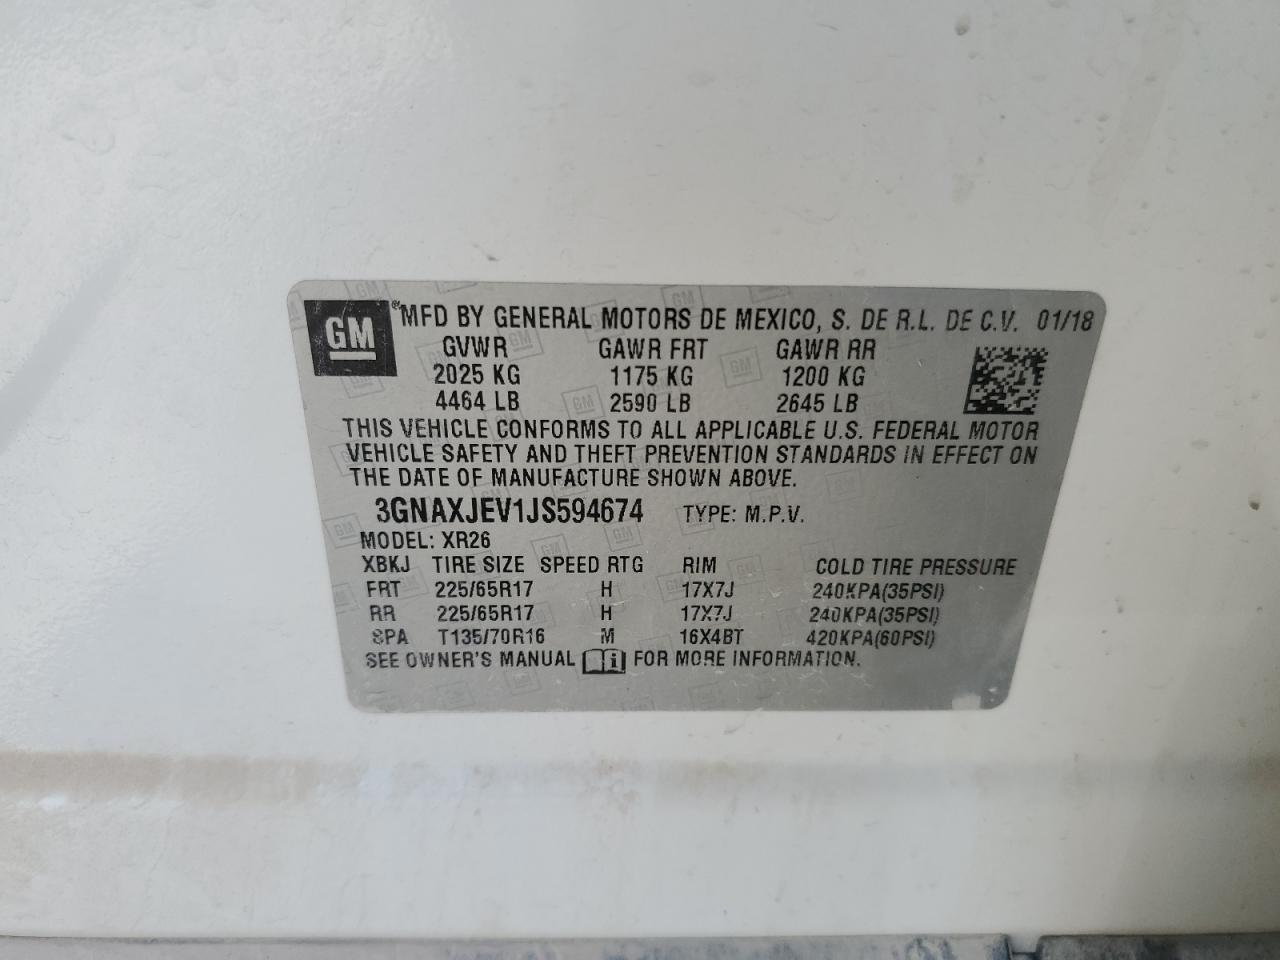 GM ® MFD BY GENERAL MOTORS DE MEXICO, S. DE R.L. DE C.V. 01/18
GVWR GAWR FRT GAWR RR
2025 KG 1175 KG 1200 KG
4464 LB 2590 LB 2645 LB
THIS VEHICLE CONFORMS TO ALL APPLICABLE U.S. FEDERAL MOTOR
VEHICLE SAFETY AND THEFT PREVENTION STANDARDS IN EFFECT ON
THE DATE OF MANUFACTURE SHOWN ABOVE.
3GNAXJEV1JS594674 TYPE: M.P.V.
MODEL: XR26
XBKJ TIRE SIZE SPEED RTG RIM COLD TIRE PRESSURE
FRT 225/65R17 H 17X7J 240KPA(35PSI)
RR 225/65R17 H 17X7J 240KPA(35PSI)
SPA T135/70R16 M 16X4BT 420KPA(60PSI)
SEE OWNER'S MANUAL i FOR MORE INFORMATION.